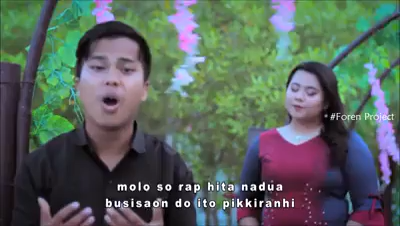 *#Foren Project
molo so rap hita nadua
busisaon do ito pikkiranhi